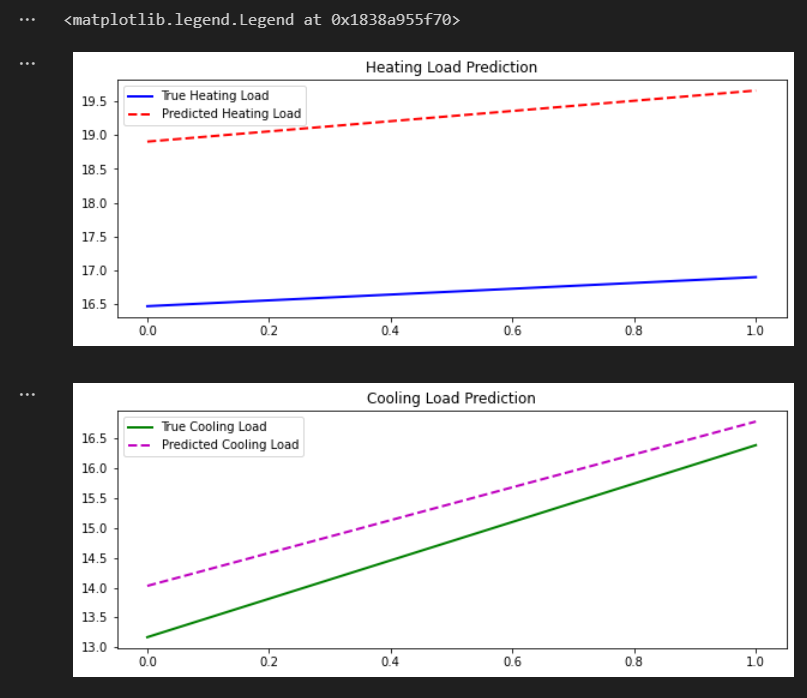 ... <matplotlib.legend.Legend at 0x1838a955f70>
...
Heating Load Prediction
True Heating Load
Predicted Heating Load
19.5
19.0
18.5
18.0
17.5
17.0
16.5
0.0 0.2 0.4 0.6 0.8 1.0
...
Cooling Load Prediction
True Cooling Load
Predicted Cooling Load
16.5
16.0
15.5
15.0
14.5
14.0
13.5
13.0
0.0 0.2 0.4 0.6 0.8 1.0